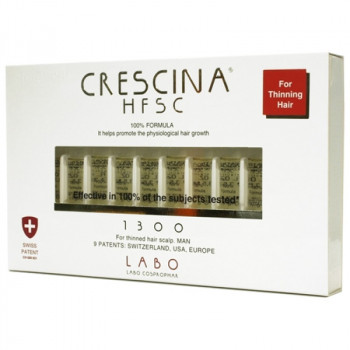 CRESCINA®
HFSC
For
Thinning
Hair
100% FORMULA
It helps promote the physiological hair growth
Effective in 100% of the subjects tested*
1300
For thinned hair scalp. MAN
9 PATENTS: SWITZERLAND, USA, EUROPE
SWISS
PATENT
LABO
LABO COSPROPHAR